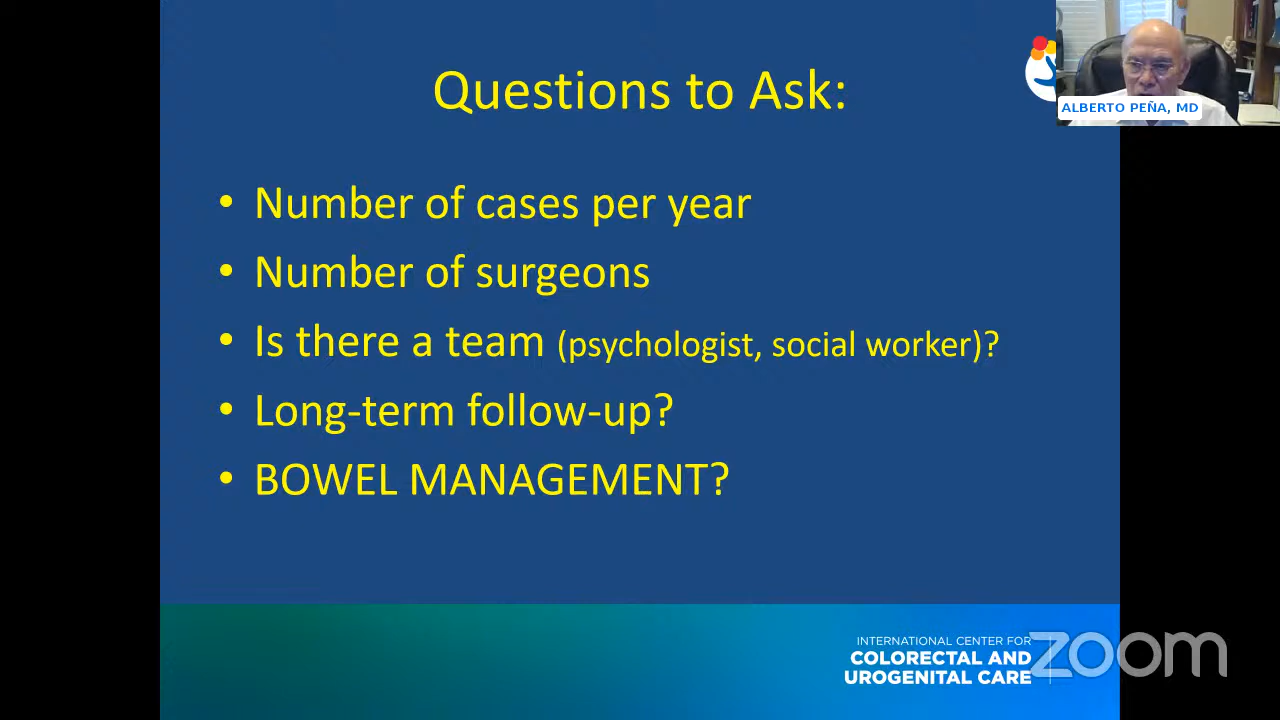 Questions to Ask:
ALBERTO PEÑA, MD
• Number of cases per year
• Number of surgeons
• Is there a team (psychologist, social worker)?
• Long-term follow-up?
• BOWEL MANAGEMENT?
INTERNATIONAL CENTER FOR
COLORECTAL AND
UROGENITAL CARE
zoom